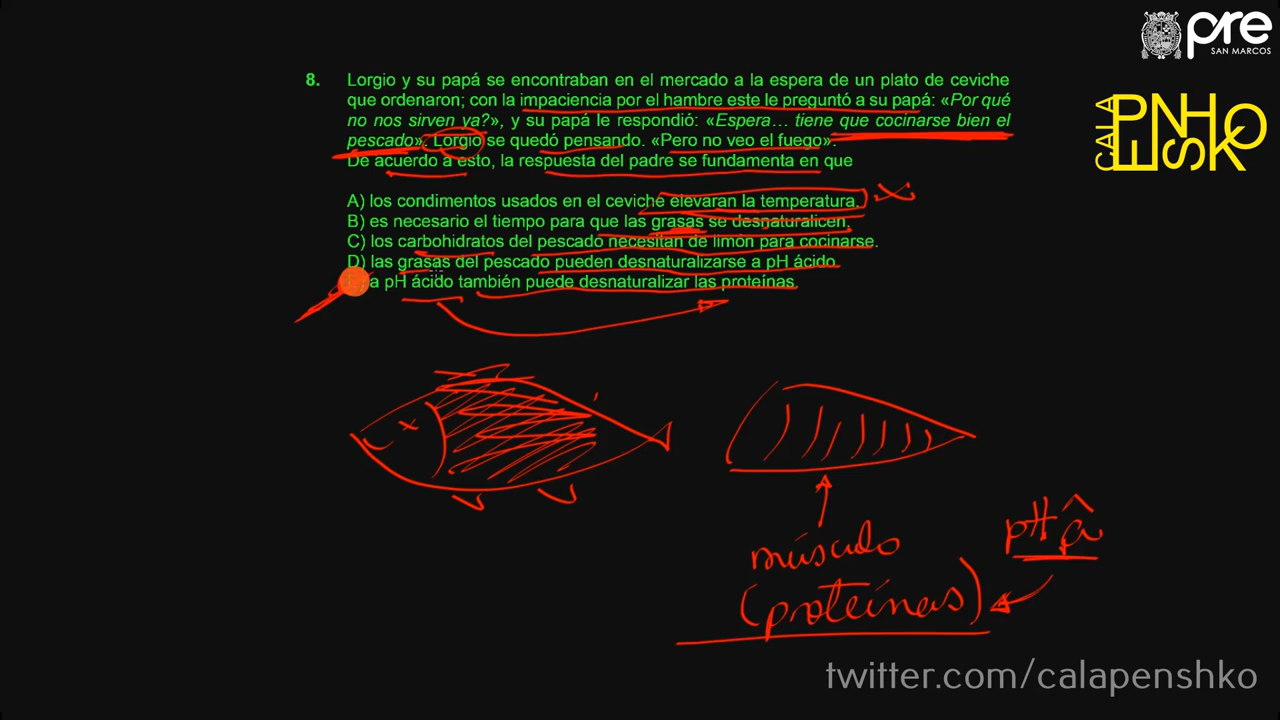 pre
SAN MARCOS
CALA
PENSHKO
8. Lorgio y su papá se encontraban en el mercado a la espera de un plato de ceviche
que ordenaron; con la impaciencia por el hambre este le preguntó a su papá: «Por qué
no nos sirven ya?», y su papá le respondió: «Espera... tiene que cocinarse bien el
pescado». Lorgio se quedó pensando. «Pero no veo el fuego».
De acuerdo a esto, la respuesta del padre se fundamenta en que
A) los condimentos usados en el ceviche elevaran la temperatura.
B) es necesario el tiempo para que las grasas se desnaturalicen.
C) los carbohidratos del pescado necesitan de limón para cocinarse.
D) las grasas del pescado pueden desnaturalizarse a pH ácido.
a pH ácido también puede desnaturalizar las proteínas.
músculo
(proteínas)
pH a
twitter.com/calapenshko